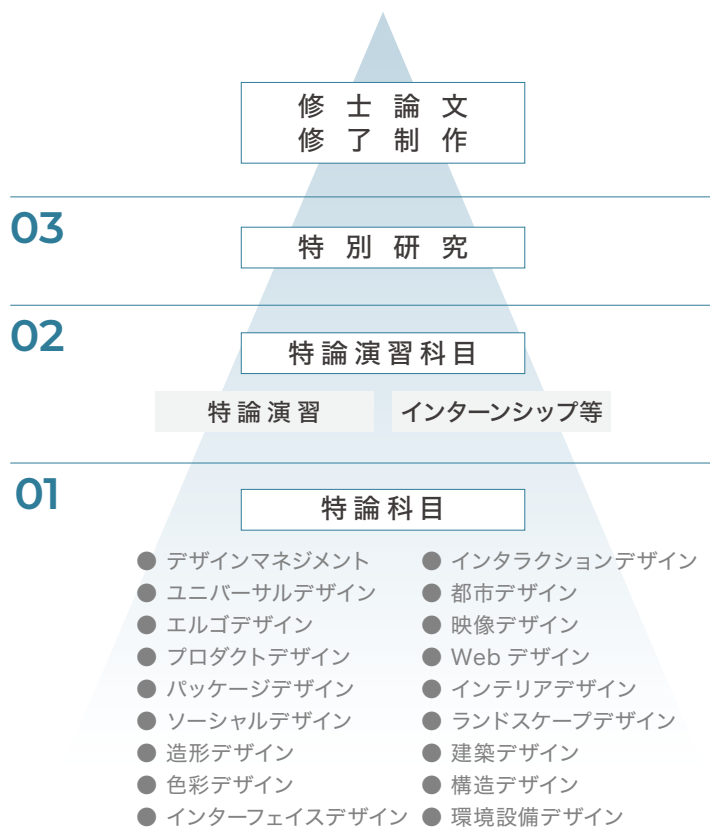 修士論文
修了制作
03
特別研究
02
特論演習科目
特論演習
インターンシップ等
01
特論科目
● デザインマネジメント
● ユニバーサルデザイン
● エルゴデザイン
● プロダクトデザイン
● パッケージデザイン
● ソーシャルデザイン
● 造形デザイン
● 色彩デザイン
● インターフェイスデザイン
● インタラクションデザイン
● 都市デザイン
● 映像デザイン
● Web デザイン
● インテリアデザイン
● ランドスケープデザイン
● 建築デザイン
● 構造デザイン
● 環境設備デザイン